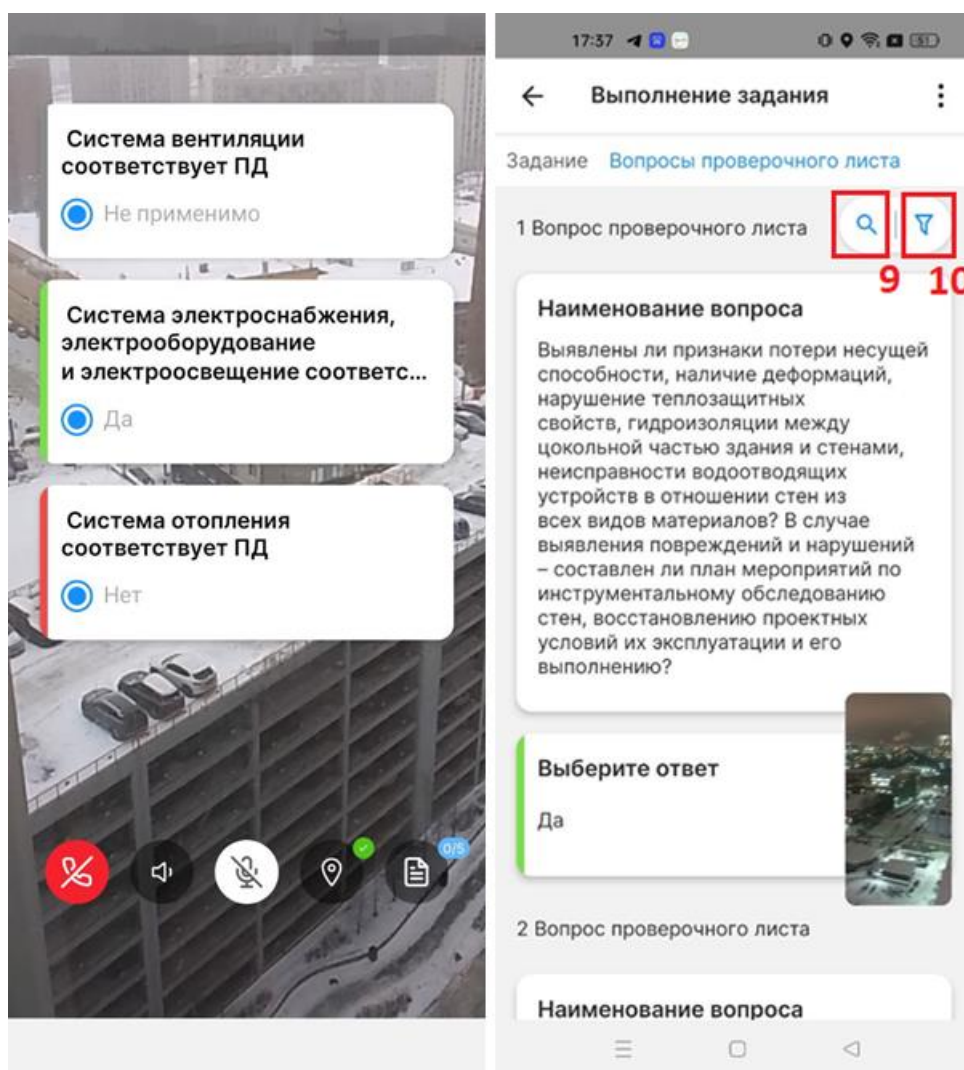 Система вентиляции
соответствует ПД
Не применимо
Система электроснабжения,
электрооборудование
и электроосвещение соответс...
Да
Система отопления
соответствует ПД
Нет
0/5
17:37
51
Выполнение задания
Задание Вопросы проверочного листа
1 Вопрос проверочного листа
9 10
Наименование вопроса
Выявлены ли признаки потери несущей
способности, наличие деформаций,
нарушение теплозащитных
свойств, гидроизоляции между
цокольной частью здания и стенами,
неисправности водоотводящих
устройств в отношении стен из
всех видов материалов? В случае
выявления повреждений и нарушений
– составлен ли план мероприятий по
инструментальному обследованию
стен, восстановлению проектных
условий их эксплуатации и его
выполнению?
Выберите ответ
Да
2 Вопрос проверочного листа
Наименование вопроса